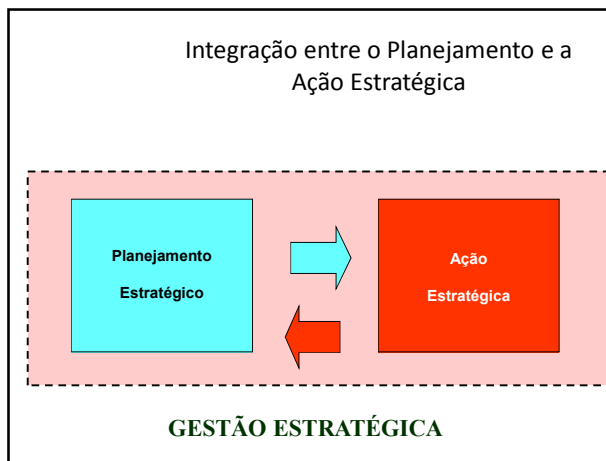 Integração entre o Planejamento e a
Ação Estratégica
Planejamento
Estratégico
Ação
Estratégica
GESTÃO ESTRATÉGICA